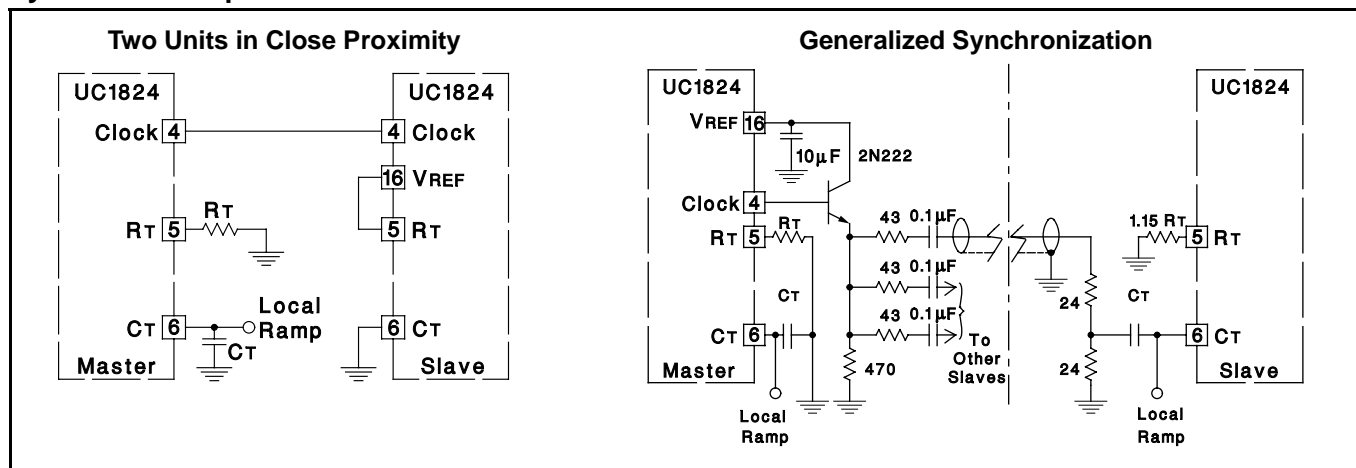 Two Units in Close Proximity
UC1824
UC1824
Clock 4
4 Clock
16 VREF
RT 5
RT
5 RT
CT 6
Local
Ramp
CT
6 CT
Master
Slave
Generalized Synchronization
UC1824
UC1824
VREF 16
10µF
2N222
Clock 4
RT 5
RT
43 0.1µF
1.15 RT
5 RT
43 0.1µF
CT
43 0.1µF
24
CT
CT 6
6 CT
To
Other
Slaves
Master
470
24
Slave
Local
Ramp
Local
Ramp